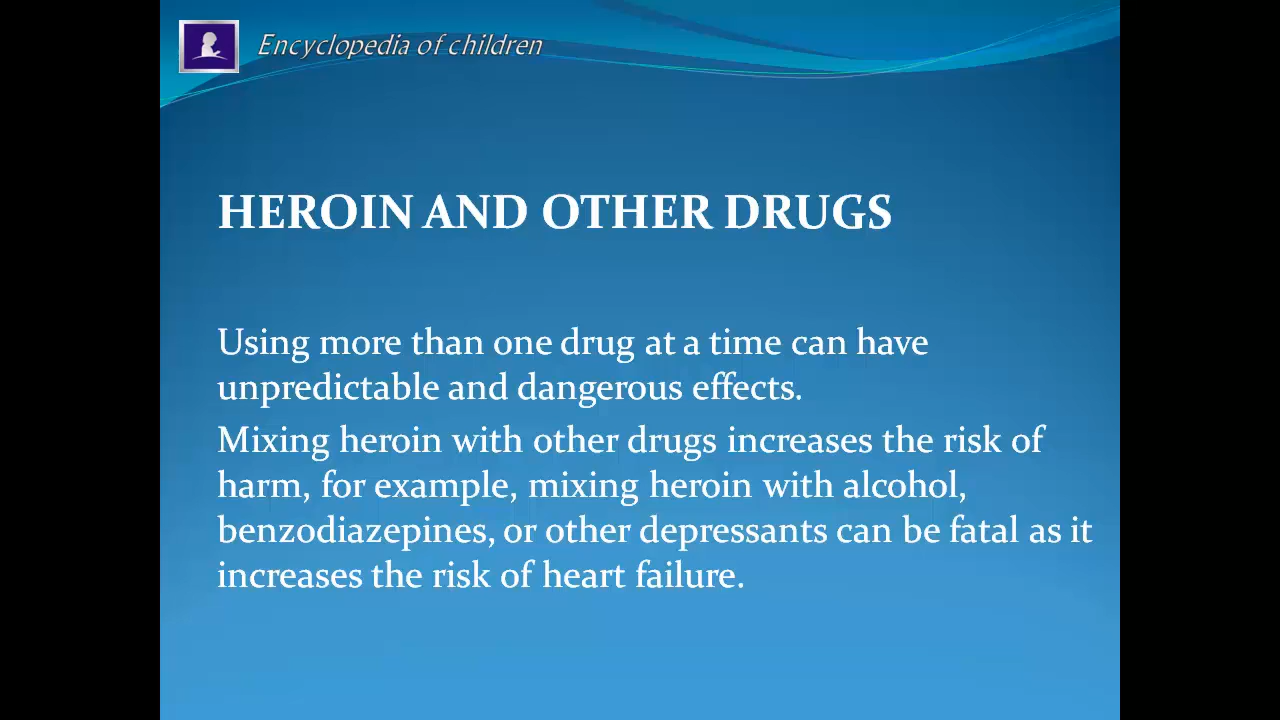 Encyclopedia of children
HEROIN AND OTHER DRUGS
Using more than one drug at a time can have
unpredictable and dangerous effects.
Mixing heroin with other drugs increases the risk of
harm, for example, mixing heroin with alcohol,
benzodiazepines, or other depressants can be fatal as it
increases the risk of heart failure.